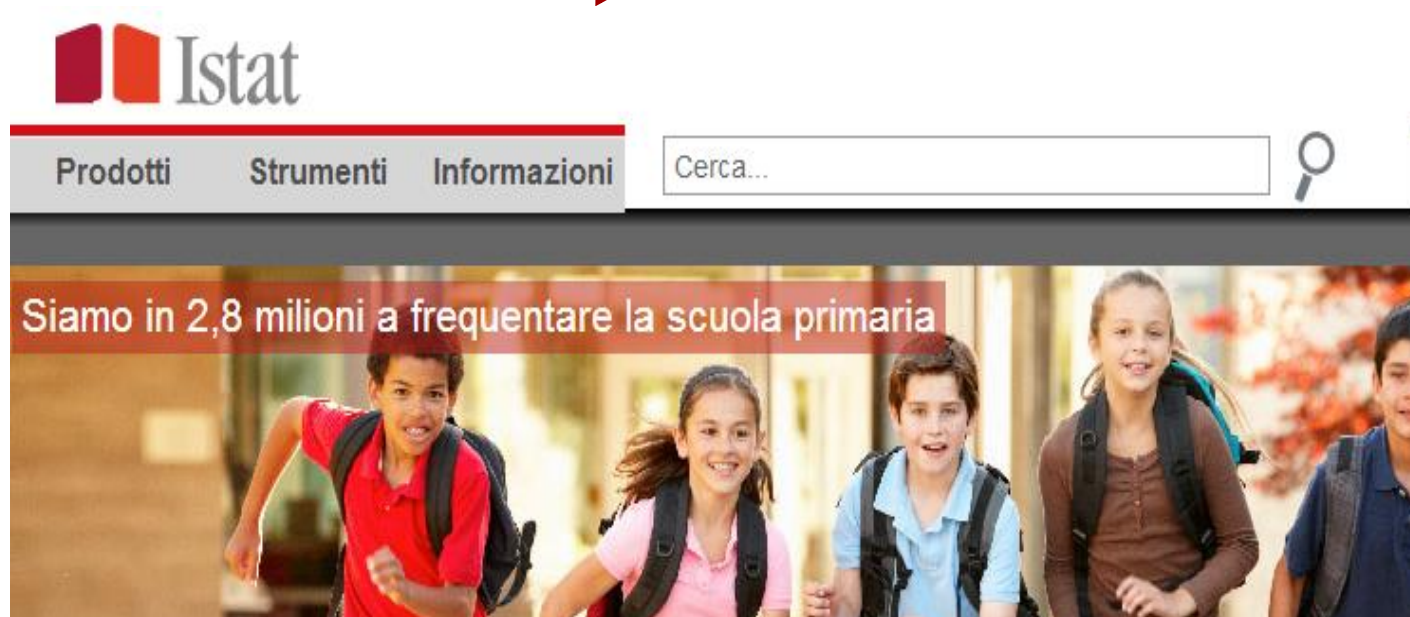 Istat
Prodotti Strumenti Informazioni Cerca...
Siamo in 2,8 milioni a frequentare la scuola primaria